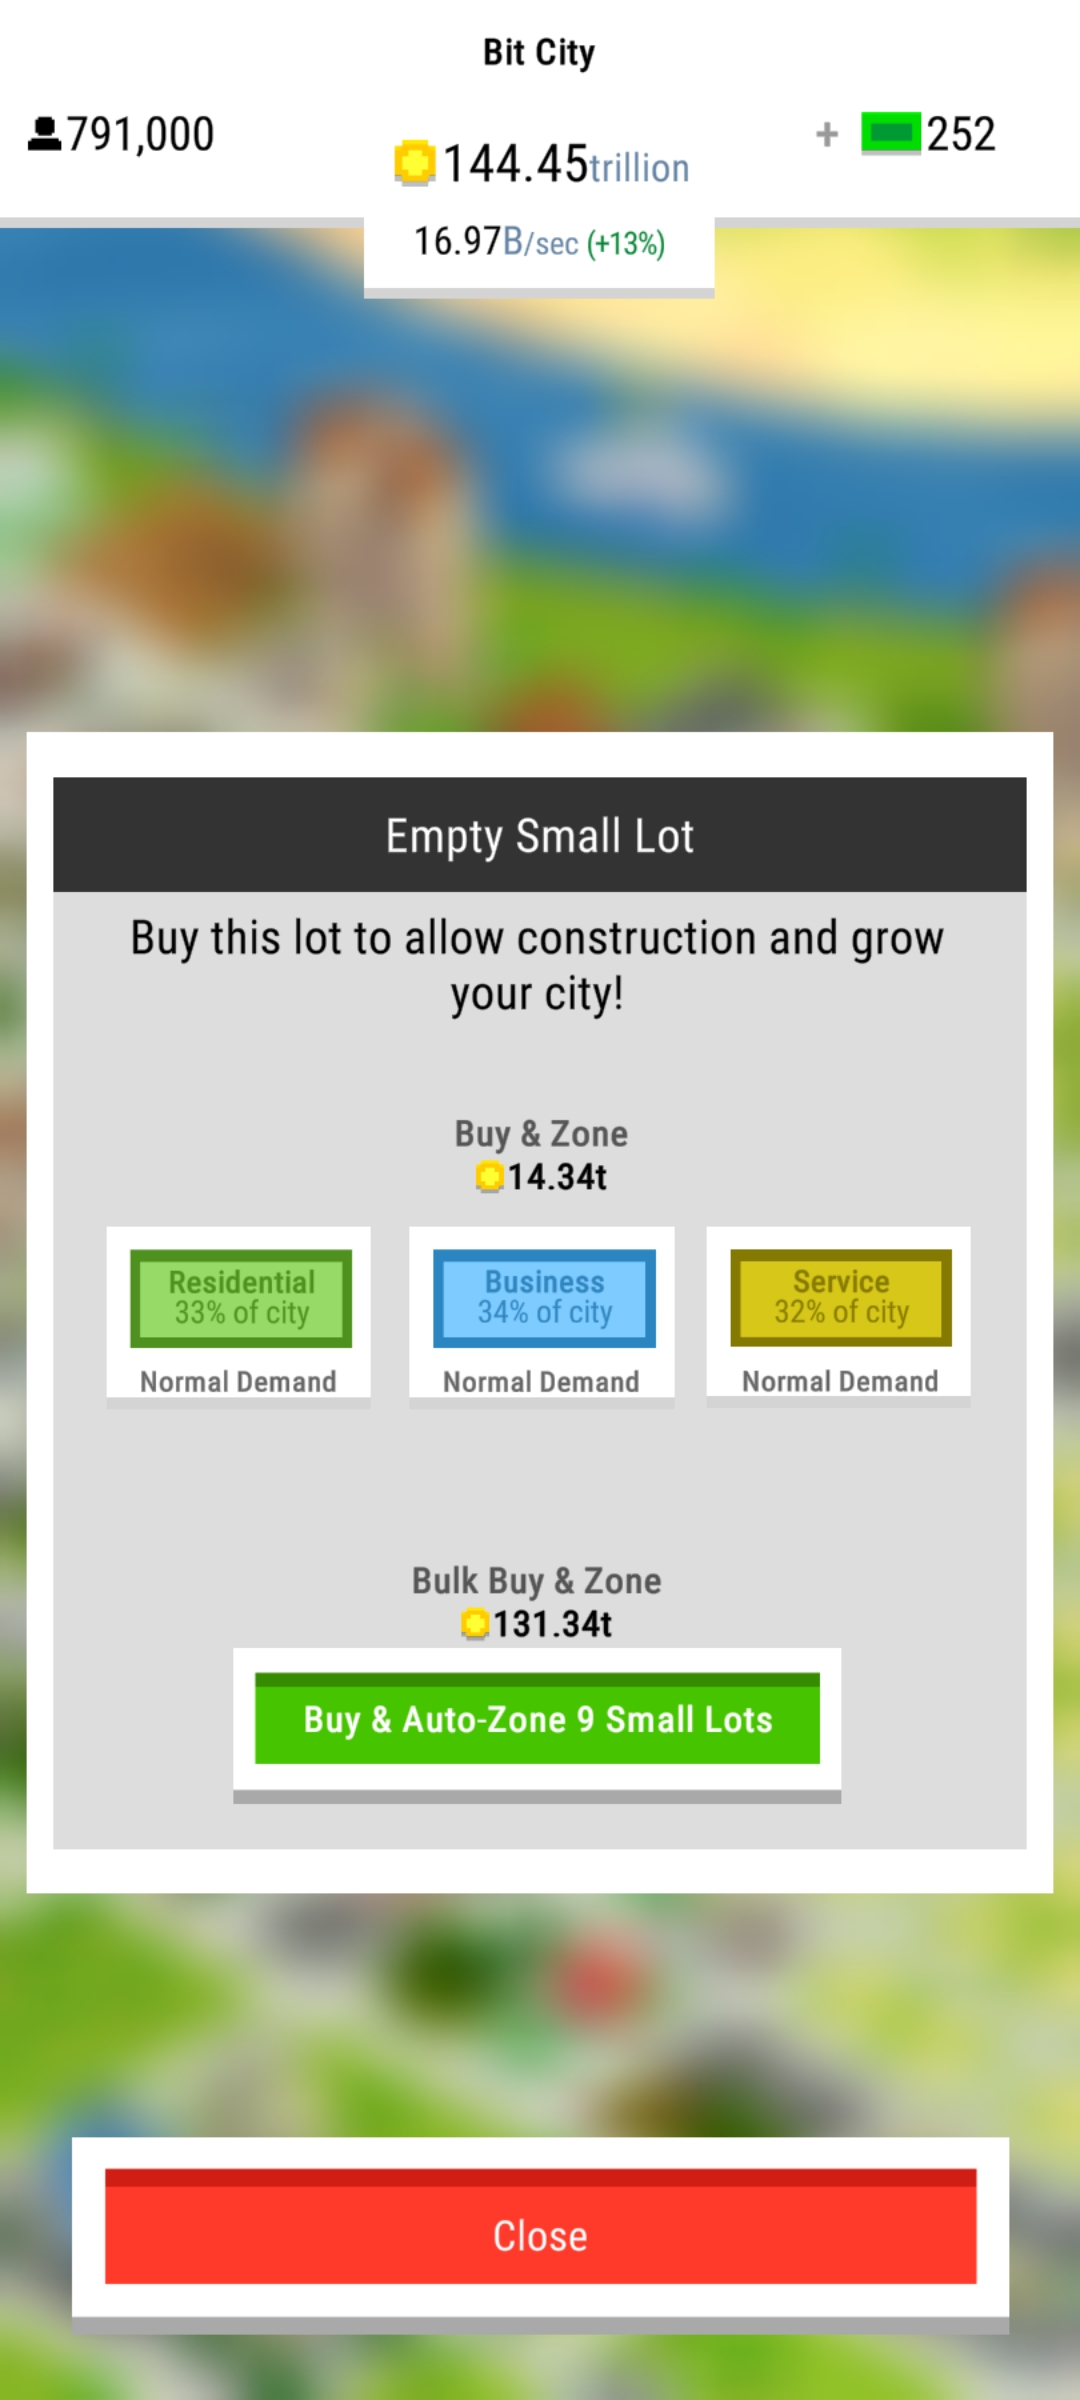 Bit City
791,000
144.45trillion
+ 252
16.97B/sec (+13%)
Empty Small Lot
Buy this lot to allow construction and grow
your city!
Buy & Zone
14.34t
Residential
33% of city
Normal Demand
Business
34% of city
Normal Demand
Service
32% of city
Normal Demand
Bulk Buy & Zone
131.34t
Buy & Auto-Zone 9 Small Lots
Close